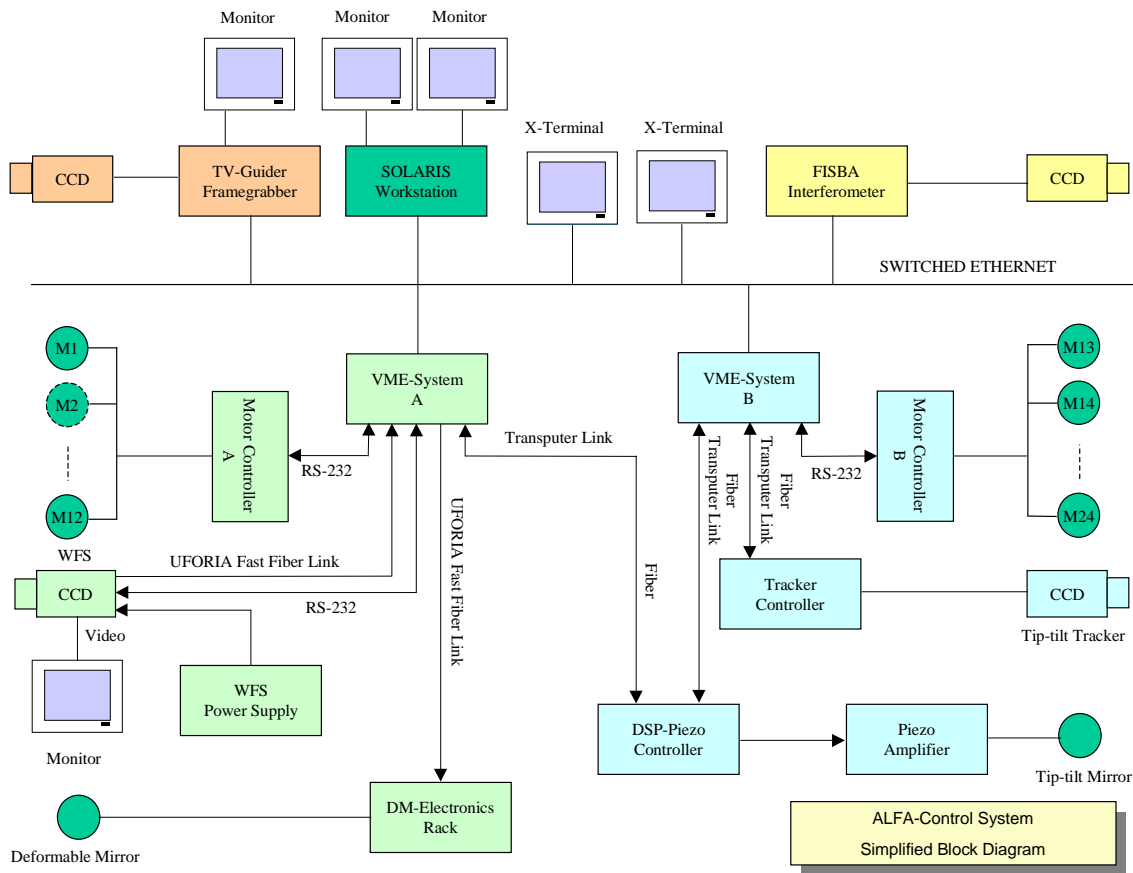 Monitor
Monitor
Monitor
X-Terminal
X-Terminal
CCD
TV-Guider
Framegrabber
SOLARIS
Workstation
FISBA
Interferometer
CCD
SWITCHED ETHERNET
M1
M2
M12
Motor Controller
A
RS-232
VME-System
A
Transputer Link
VME-System
B
Transputer Link
Fiber
Transputer Link
Fiber
RS-232
Motor Controller
B
M13
M14
M24
WFS
CCD
UFORIA Fast Fiber Link
RS-232
Video
UFORIA Fast Fiber Link
Fiber
Tracker
Controller
CCD
Tip-tilt Tracker
Monitor
WFS
Power Supply
DSP-Piezo
Controller
Piezo
Amplifier
Tip-tilt Mirror
Deformable Mirror
DM-Electronics
Rack
ALFA-Control System
Simplified Block Diagram